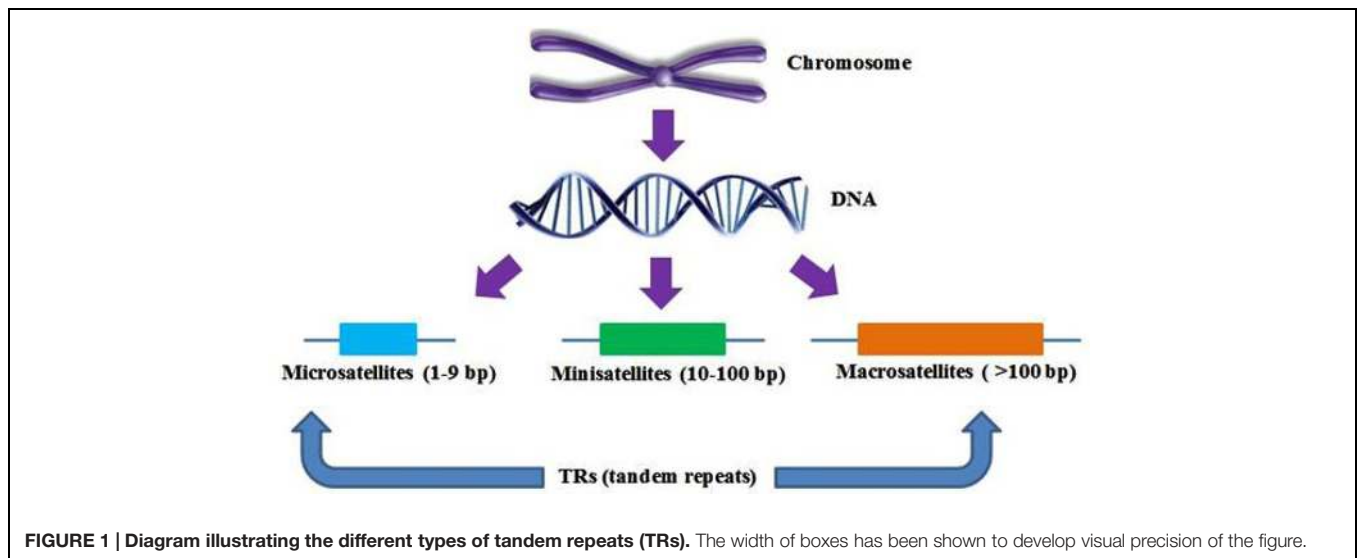 Chromosome
DNA
Microsatellites (1-9 bp)
Minisatellites (10-100 bp)
Macrosatellites ( >100 bp)
TRs (tandem repeats)
FIGURE 1 | Diagram illustrating the different types of tandem repeats (TRs). The width of boxes has been shown to develop visual precision of the figure.